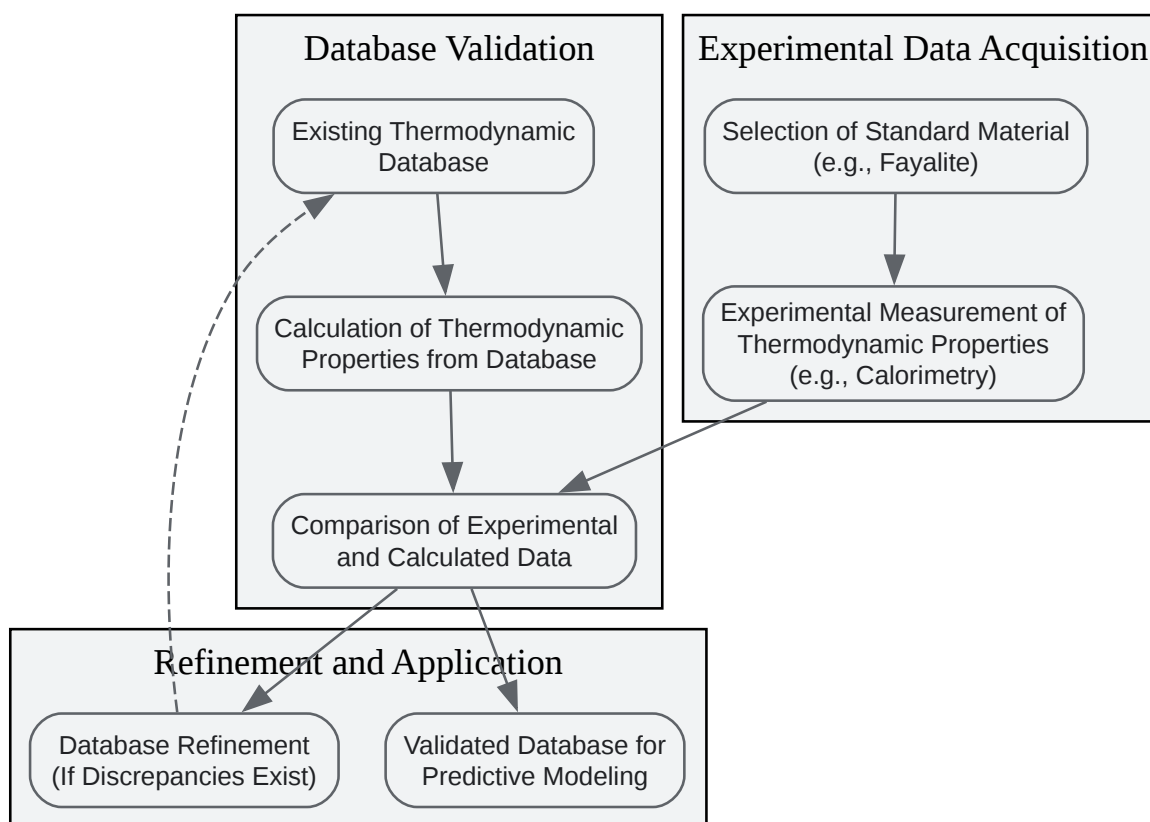 Database Validation
Existing Thermodynamic
Database
Calculation of Thermodynamic
Properties from Database
Comparison of Experimental
and Calculated Data
Experimental Data Acquisition
Selection of Standard Material
(e.g., Fayalite)
Experimental Measurement of
Thermodynamic Properties
(e.g., Calorimetry)
Refinement and Application
Database Refinement
(If Discrepancies Exist)
Validated Database for
Predictive Modeling